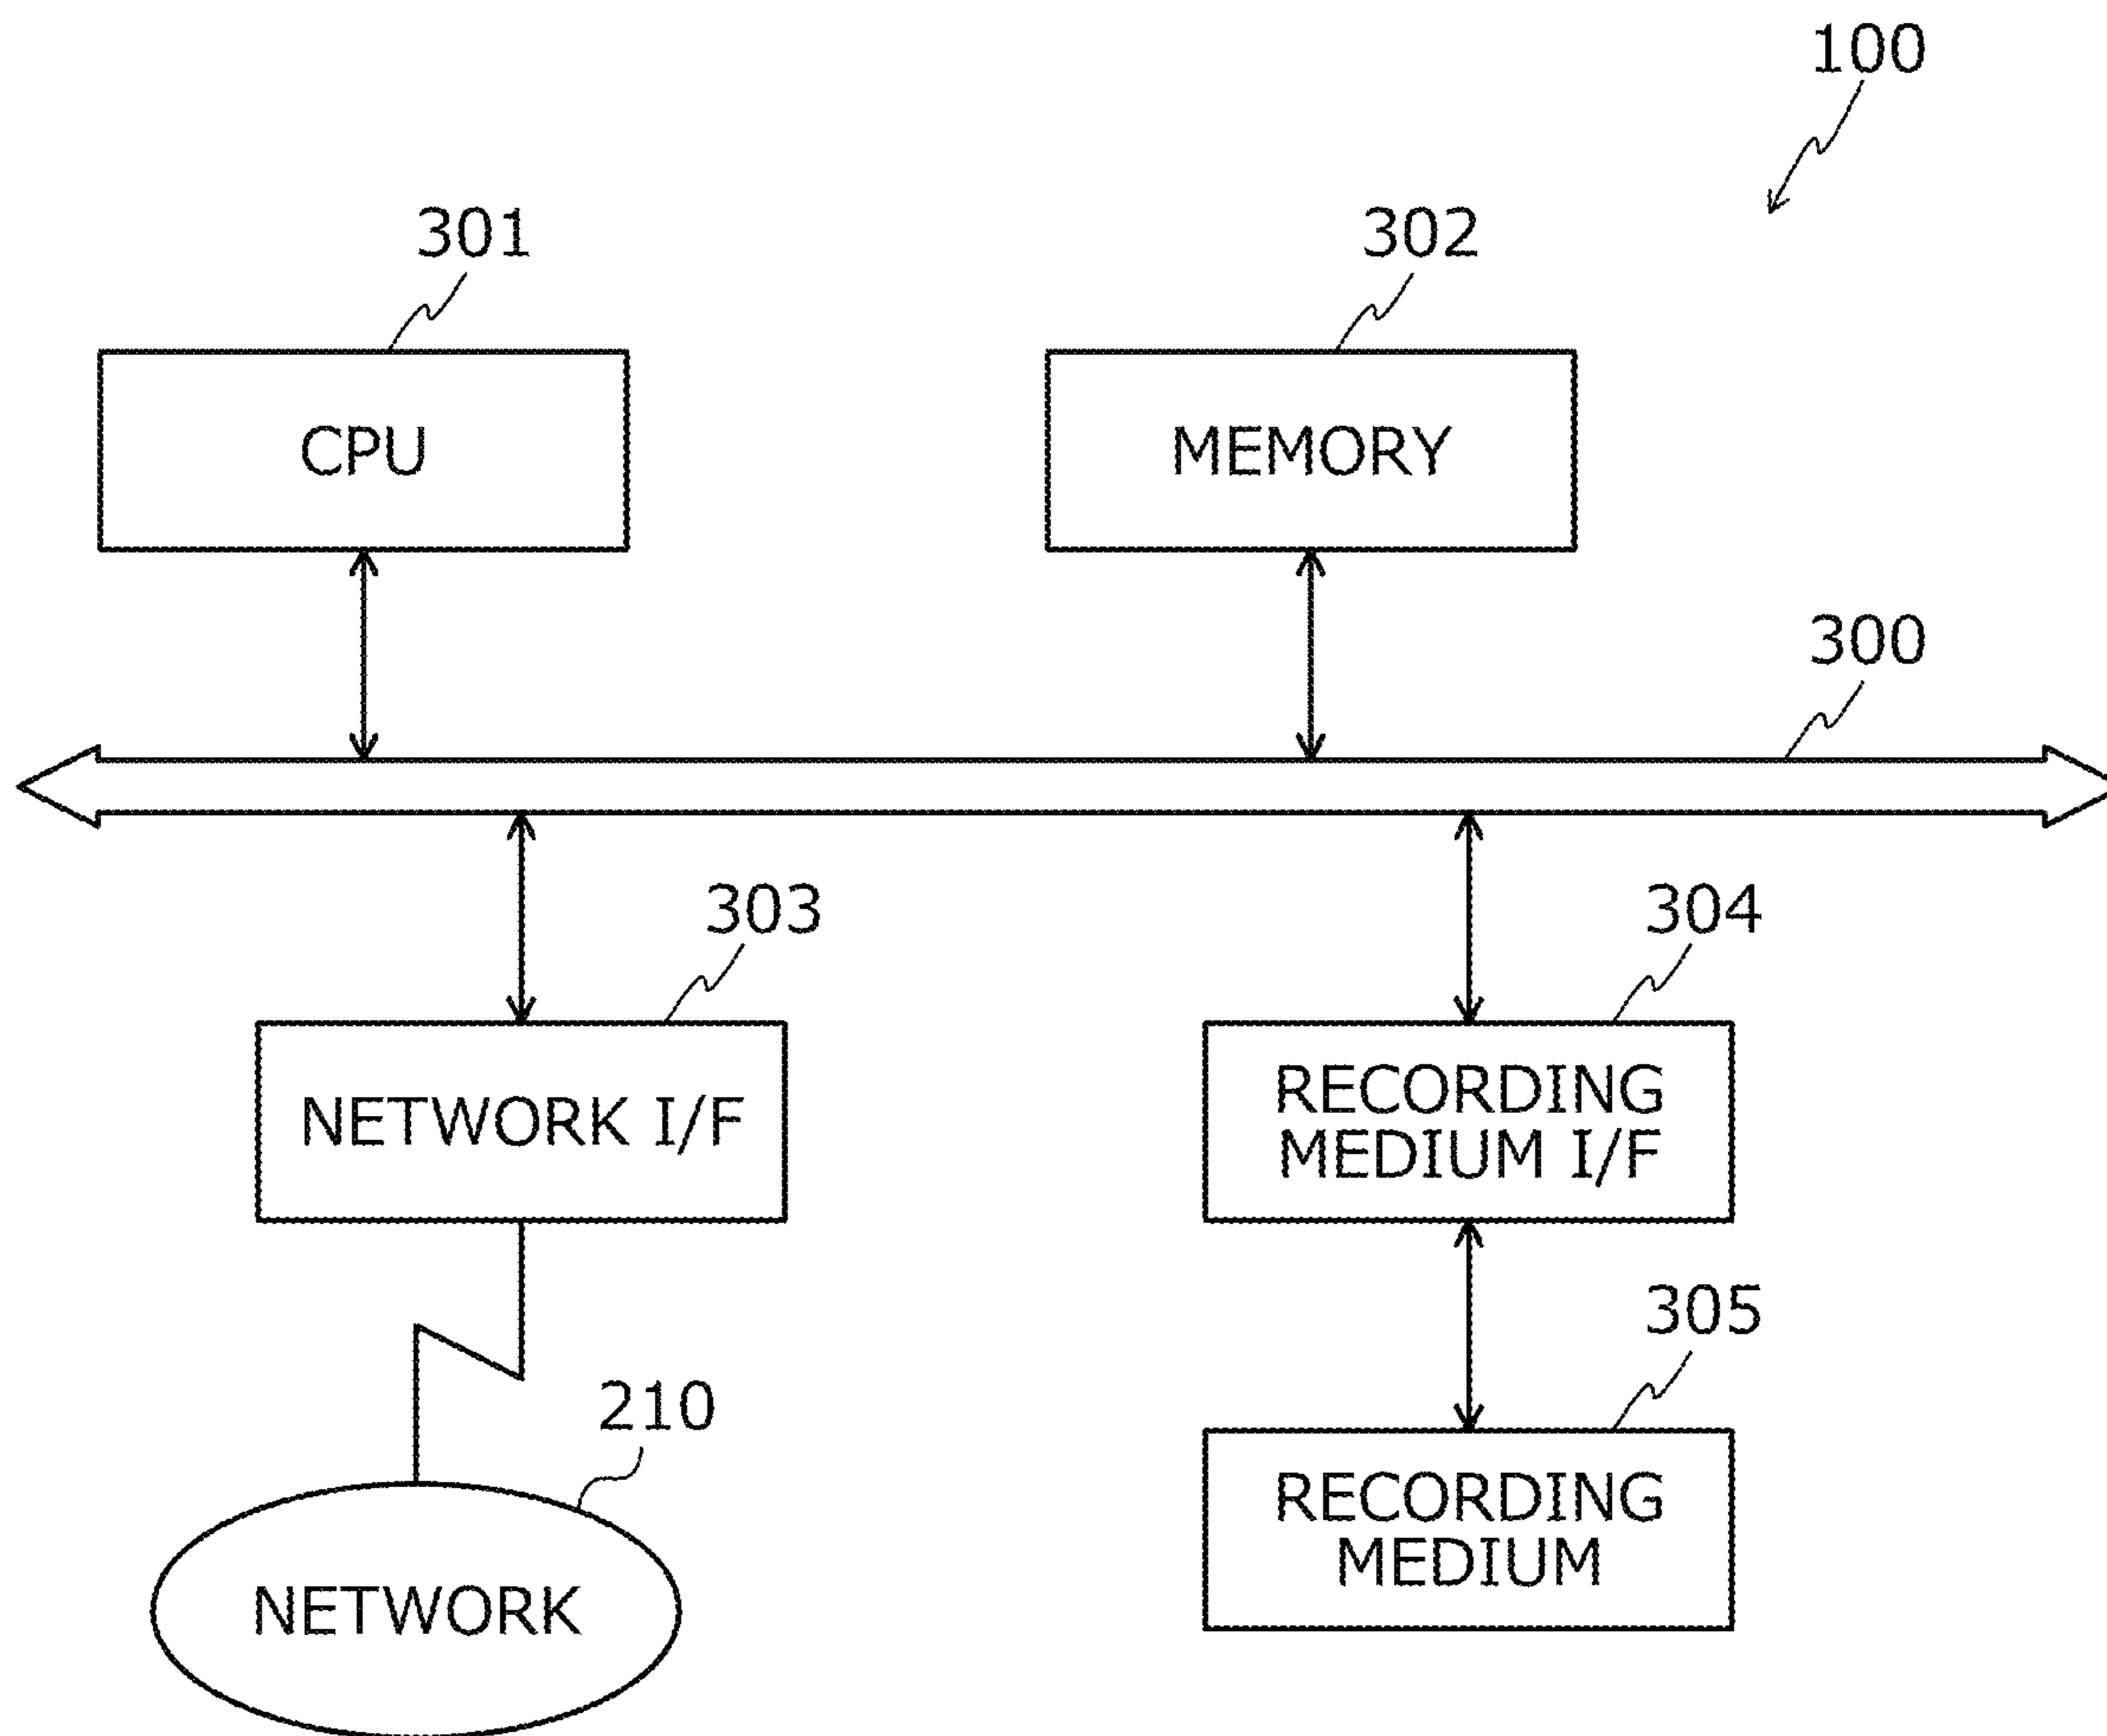 100
301
302
CPU
MEMORY
300
303
304
NETWORK I/F
RECORDING
MEDIUM I/F
305
210
RECORDING
MEDIUM
NETWORK